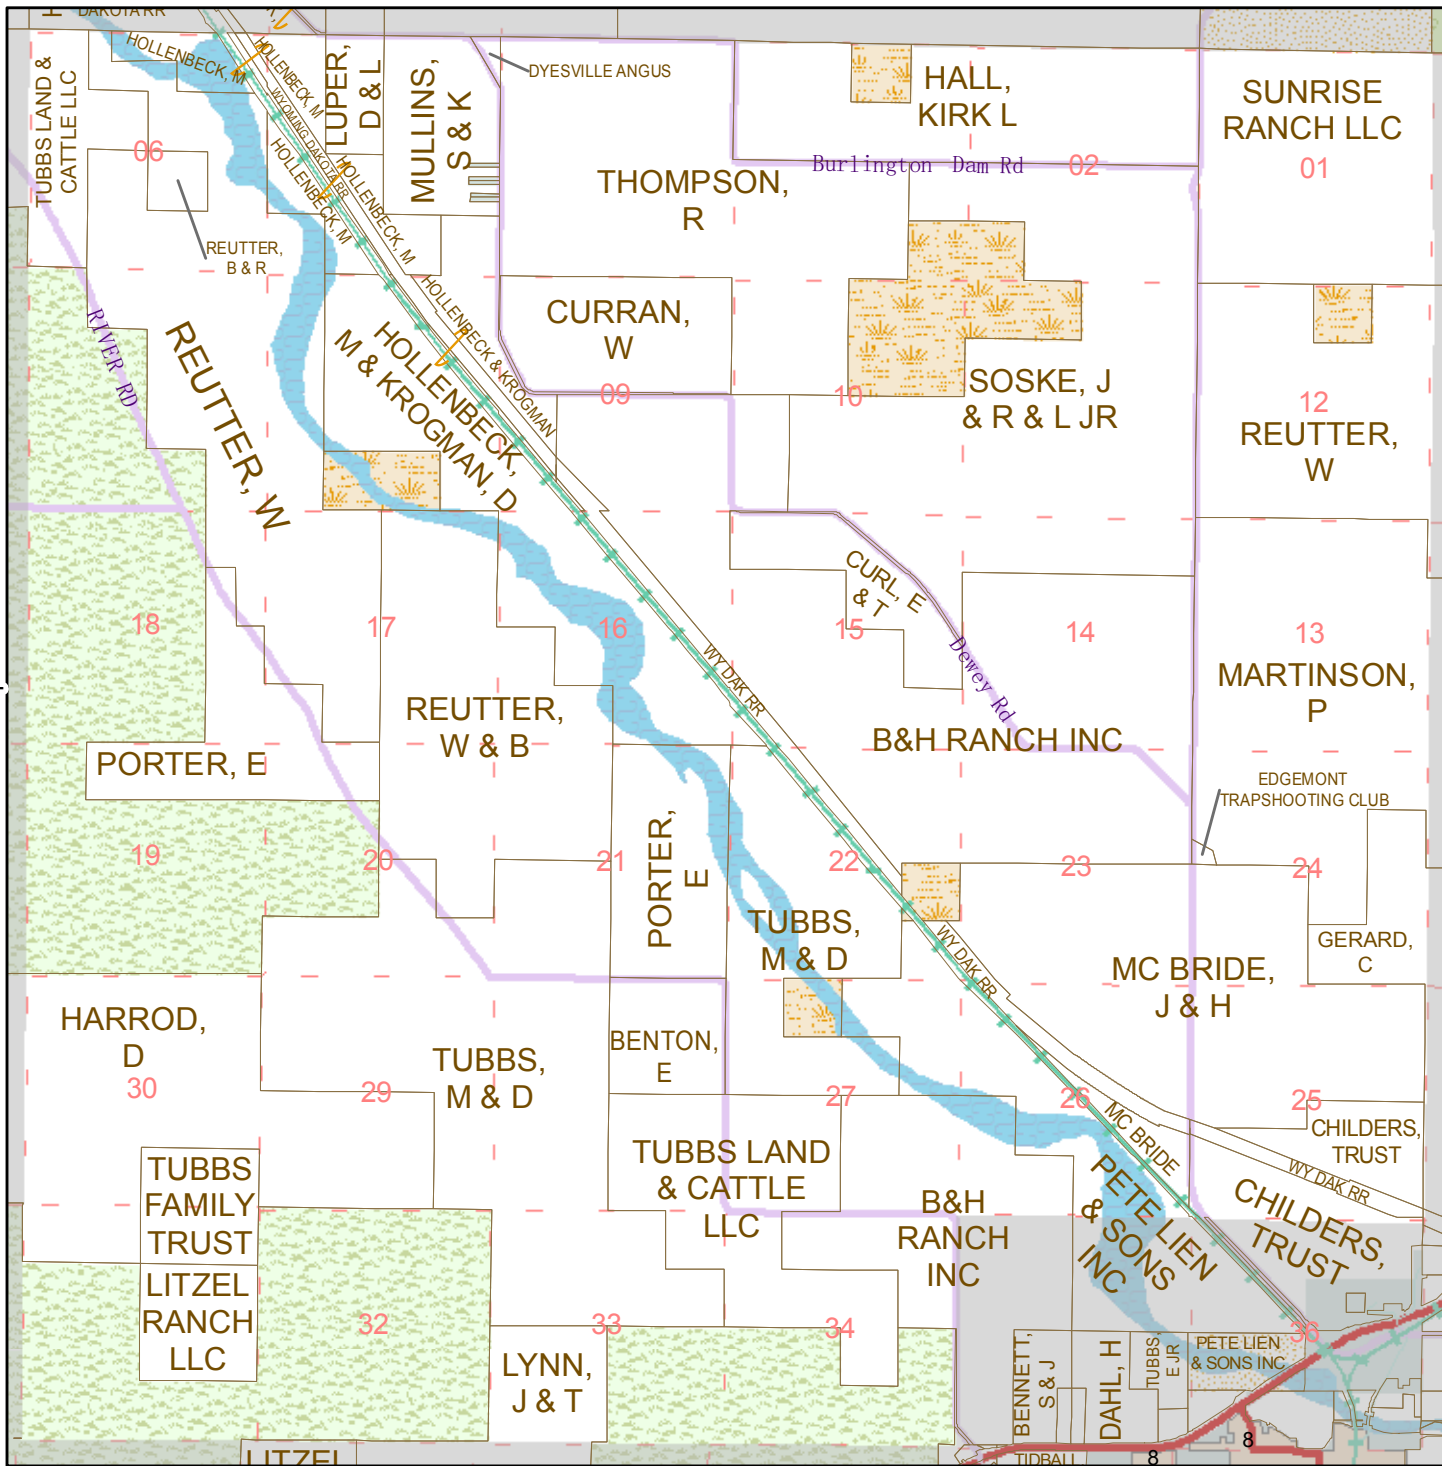 DAKOTA RR
HOLLENBECK, M
TUBBS LAND &
CATTLE LLC
HOLLENBECK, M
WYOMING DAKOTA RR
HOLLENBECK, M
HOLLENBECK, M
LUPER,
D & L
MULLINS,
S & K
DYESVILLE ANGUS
HALL,
KIRK L
SUNRISE
RANCH LLC
01
02
06
Burlington Dam Rd
THOMPSON,
R
REUTTER,
B & R
RIVER RD
REUTTER, W
HOLLENBECK & KROGMAN
HOLLENBECK,
M & KROGMAN, D
CURRAN,
W
09
10
SOSKE, J
& R & L JR
12
REUTTER,
W
CURL, E
& T
18
17
16
15
14
13
WY DAK RR
Dewey Rd
MARTINSON,
P
REUTTER,
W & B
B&H RANCH INC
PORTER, E
EDGEMONT
TRAPSHOOTING CLUB
PORTER,
E
19
20
21
22
23
24
TUBBS,
M & D
WY DAK RR
GERARD,
C
MC BRIDE,
J & H
HARROD,
D
30
29
TUBBS,
M & D
BENTON,
E
27
26
25
CHILDERS,
TRUST
MC BRIDE
WY DAK RR
TUBBS
FAMILY
TRUST
TUBBS LAND
& CATTLE
LLC
B&H
RANCH
INC
PETE LIEN
& SONS
INC
CHILDERS,
TRUST
LITZEL
RANCH
LLC
32
33
34
36
LYNN,
J & T
BENNETT,
S & J
DAHL, H
TUBBS,
E JR
PETE LIEN
& SONS INC
LITZEL
TIDBALL
8
8